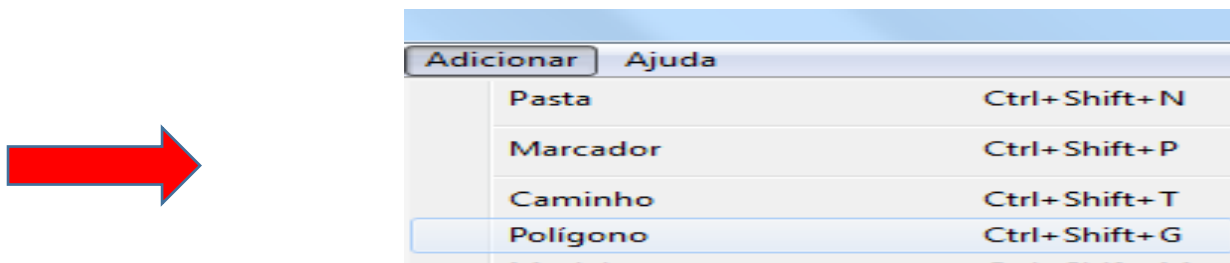 Adicionar Ajuda
Pasta Ctrl+Shift+N
Marcador Ctrl+Shift+P
Caminho Ctrl+Shift+T
Polígono Ctrl+Shift+G